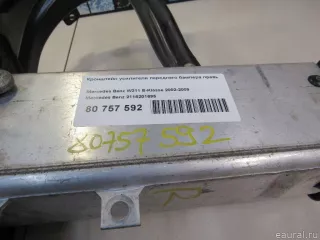 Кронштейн усилителя переднего бампера прав.
Mercedes Benz W211 E-Klasse 2002-2009
Mercedes Benz
80 757 592
80757 592
© eaural.ru